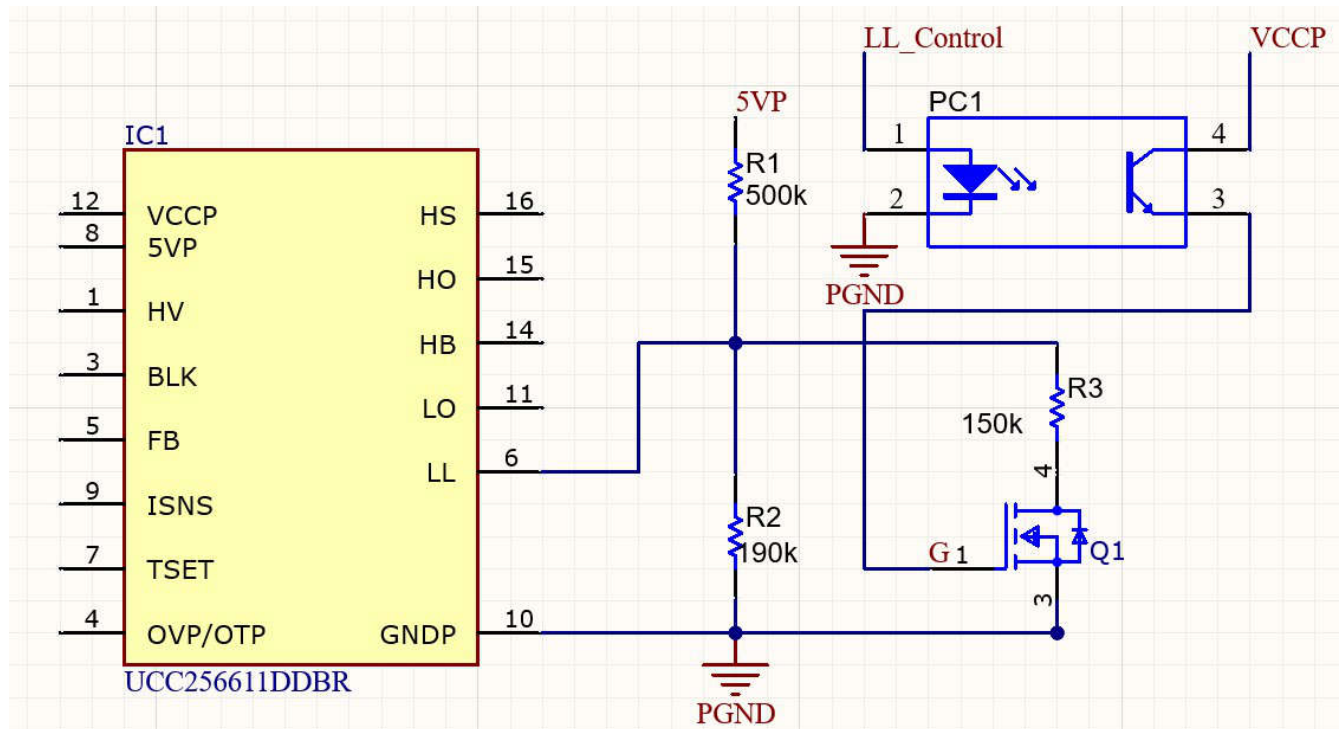 LL_Control
VCCP
5VP
PC1
1
4
2
3
PGND
R1
500k
IC1
12
VCCP
HS
16
8
5VP
HO
15
1
HV
HB
14
3
BLK
LO
11
5
FB
LL
6
9
ISNS
7
TSET
4
OVP/OTP
GNDP
10
UCC256611DDBR
R3
150k
4
R2
190k
G 1
Q1
3
PGND